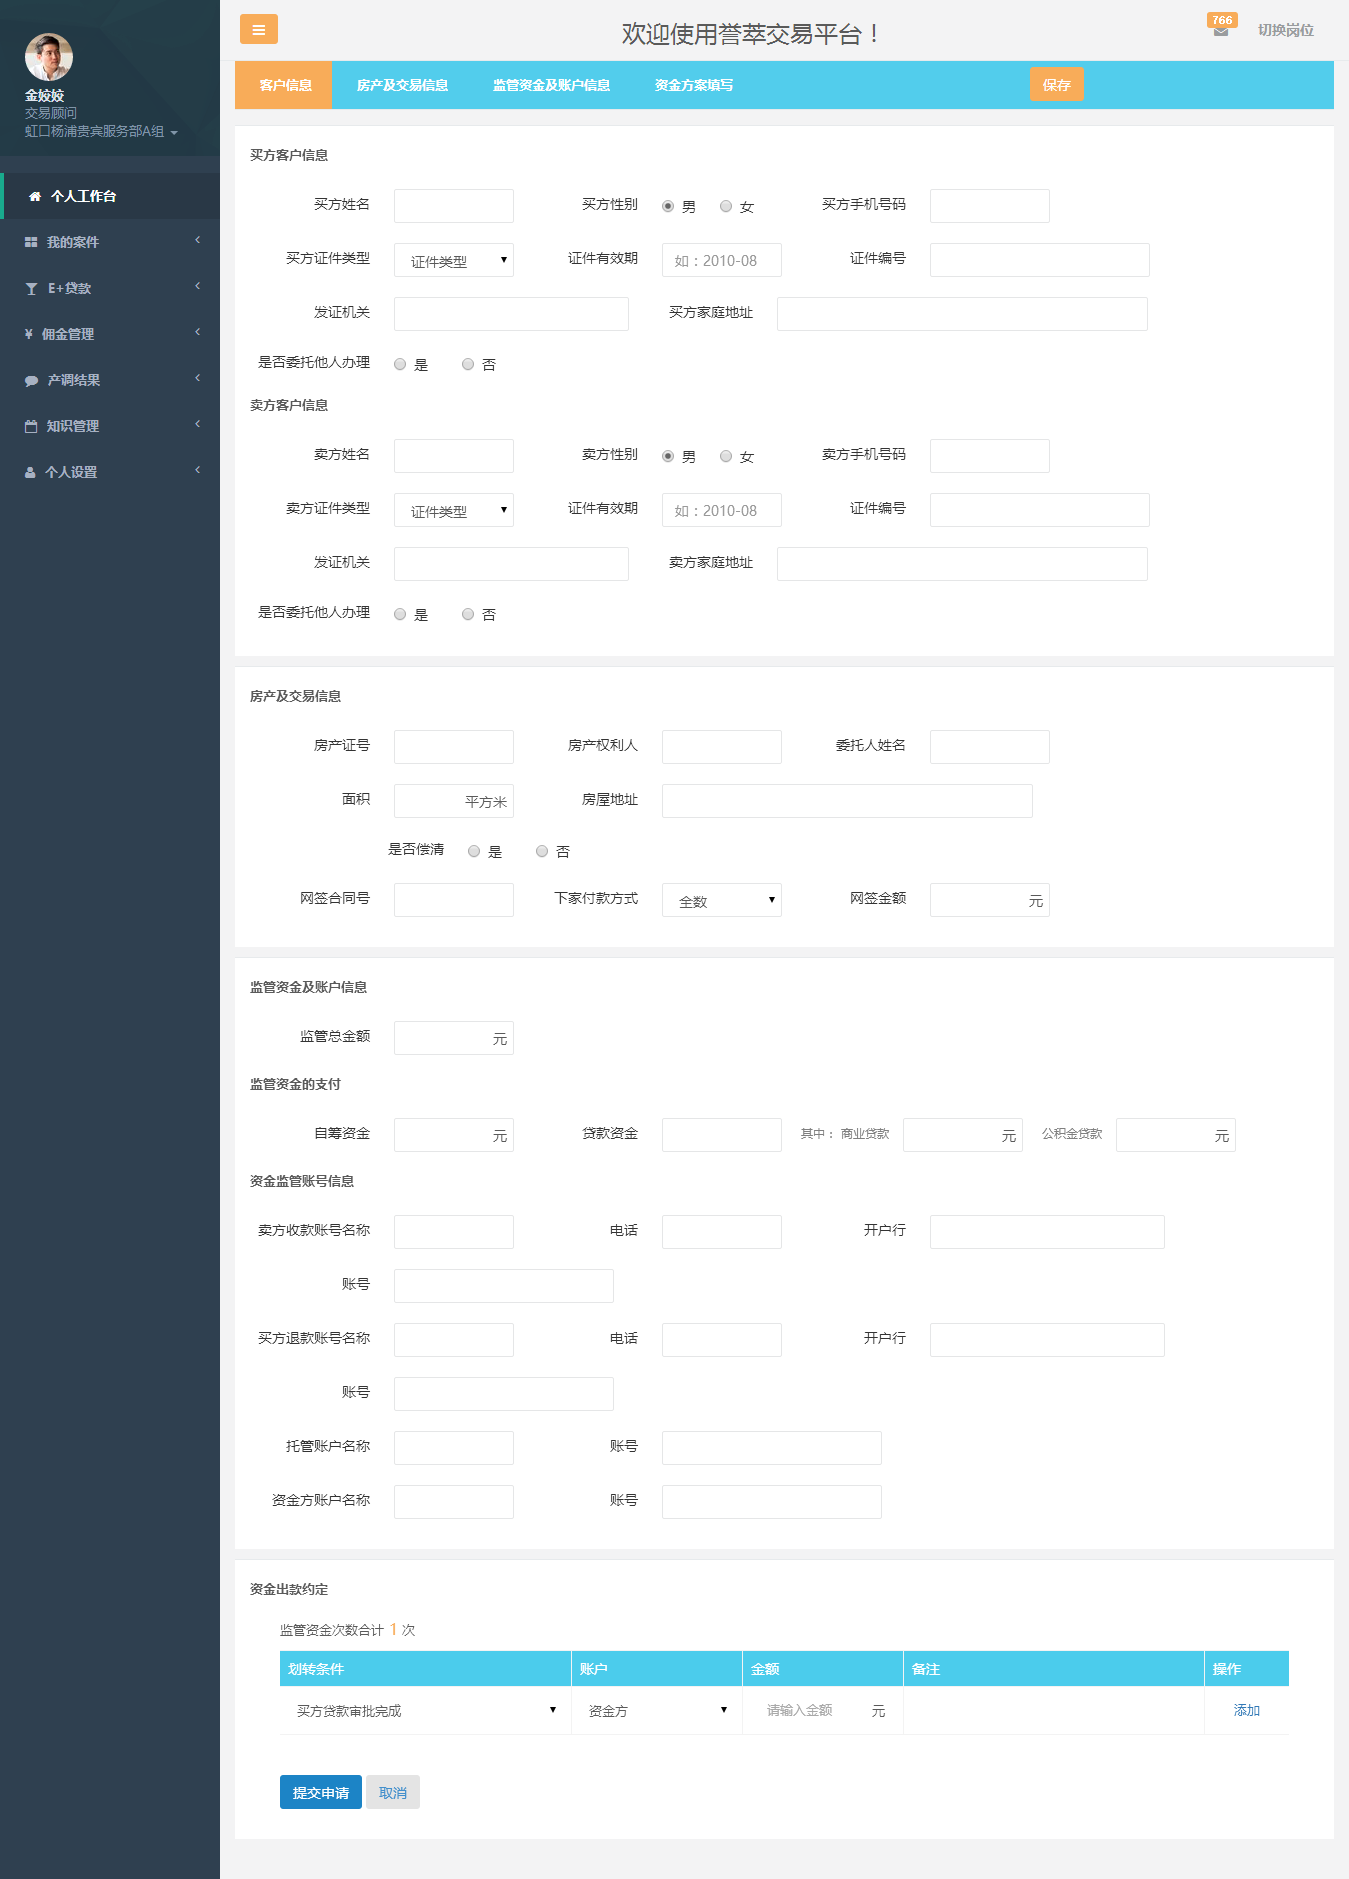 金姣姣
交易顾问
虹口杨浦贵宾服务部A组
个人工作台
我的案件
E+贷款
¥ 佣金管理
产调结果
知识管理
个人设置
欢迎使用誉萃交易平台！
766
切换岗位
客户信息 房产及交易信息 监管资金及账户信息 资金方案填写 保存
买方客户信息
买方姓名 买方性别 男 女 买方手机号码
买方证件类型 证件类型 证件有效期 如：2010-08 证件编号
发证机关 买方家庭地址
是否委托他人办理 是 否
卖方客户信息
卖方姓名 卖方性别 男 女 卖方手机号码
卖方证件类型 证件类型 证件有效期 如：2010-08 证件编号
发证机关 卖方家庭地址
是否委托他人办理 是 否
房产及交易信息
房产证号 房产权利人 委托人姓名
面积 平方米 房屋地址
是否偿清 是 否
网签合同号 下家付款方式 全数 网签金额 元
监管资金及账户信息
监管总金额 元
监管资金的支付
自筹资金 元 贷款资金 其中： 商业贷款 元 公积金贷款 元
资金监管账号信息
卖方收款账号名称 电话 开户行
账号
买方退款账号名称 电话 开户行
账号
托管账户名称 账号
资金方账户名称 账号
资金出款约定
监管资金次数合计 1 次
划转条件 账户 金额 备注 操作
买方贷款审批完成 资金方 请输入金额 元 添加
提交申请 取消